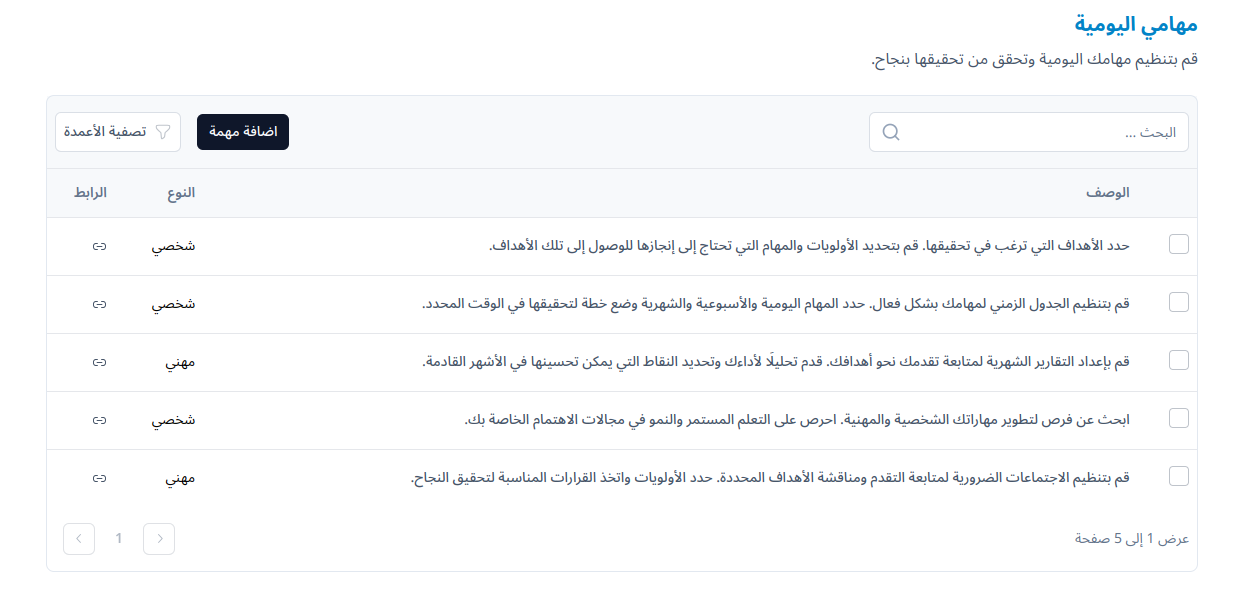 مهامي اليومية
قم بتنظيم مهامك اليومية وتحقق من تحقيقها بنجاح.
البحث ...
اضافة مهمة
تصفية الأعمدة
الوصف
النوع
الرابط
حدد الأهداف التي ترغب في تحقيقها. قم بتحديد الأولويات والمهام التي تحتاج إلى إنجازها للوصول إلى تلك الأهداف.
شخصي
قم بتنظيم الجدول الزمني لمهامك بشكل فعال. حدد المهام اليومية والأسبوعية والشهرية وضع خطة لتحقيقها في الوقت المحدد.
شخصي
قم بإعداد التقارير الشهرية لمتابعة تقدمك نحو أهدافك. قدم تحليلًا لأداءك وتحديد النقاط التي يمكن تحسينها في الأشهر القادمة.
مهني
ابحث عن فرص لتطوير مهاراتك الشخصية والمهنية. احرص على التعلم المستمر والنمو في مجالات الاهتمام الخاصة بك.
شخصي
قم بتنظيم الاجتماعات الضرورية لمتابعة التقدم ومناقشة الأهداف المحددة. حدد الأولويات واتخذ القرارات المناسبة لتحقيق النجاح.
مهني
عرض 1 إلى 5 صفحة
1